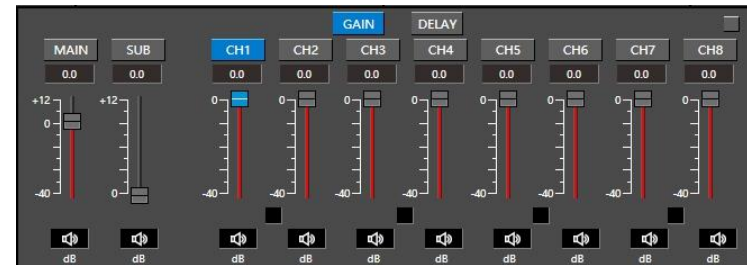 GAIN DELAY
MAIN SUB CH1 CH2 CH3 CH4 CH5 CH6 CH7 CH8
0.0 0.0 0.0 0.0 0.0 0.0 0.0 0.0 0.0 0.0
+12 +12 0 0 0 0 0 0 0 0
0
-40 0 -40 -40 -40 -40 -40 -40 -40 -40
dB dB dB dB dB dB dB dB dB dB